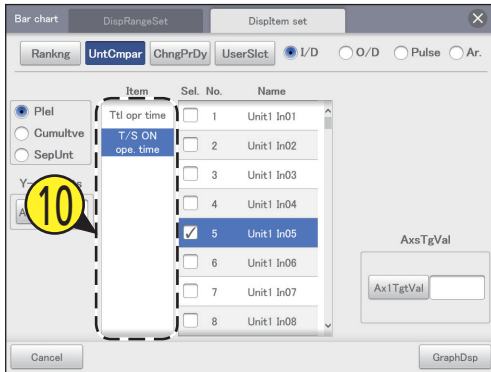 Bar chart
DispRangeSet
DispItem set
Rankng
UntCmpar
ChngPrDy
UserSlct
I/D
O/D
Pulse
Ar.
Item
Sel.
No.
Name
Plel
Cumultve
SepUnt
Ttl opr time
T/S ON
ope. time
1 Unit1 In01
2 Unit1 In02
3 Unit1 In03
4 Unit1 In04
5 Unit1 In05
6 Unit1 In06
7 Unit1 In07
8 Unit1 In08
10
AxsTgVal
Ax1TgtVal
Cancel
GraphDsp